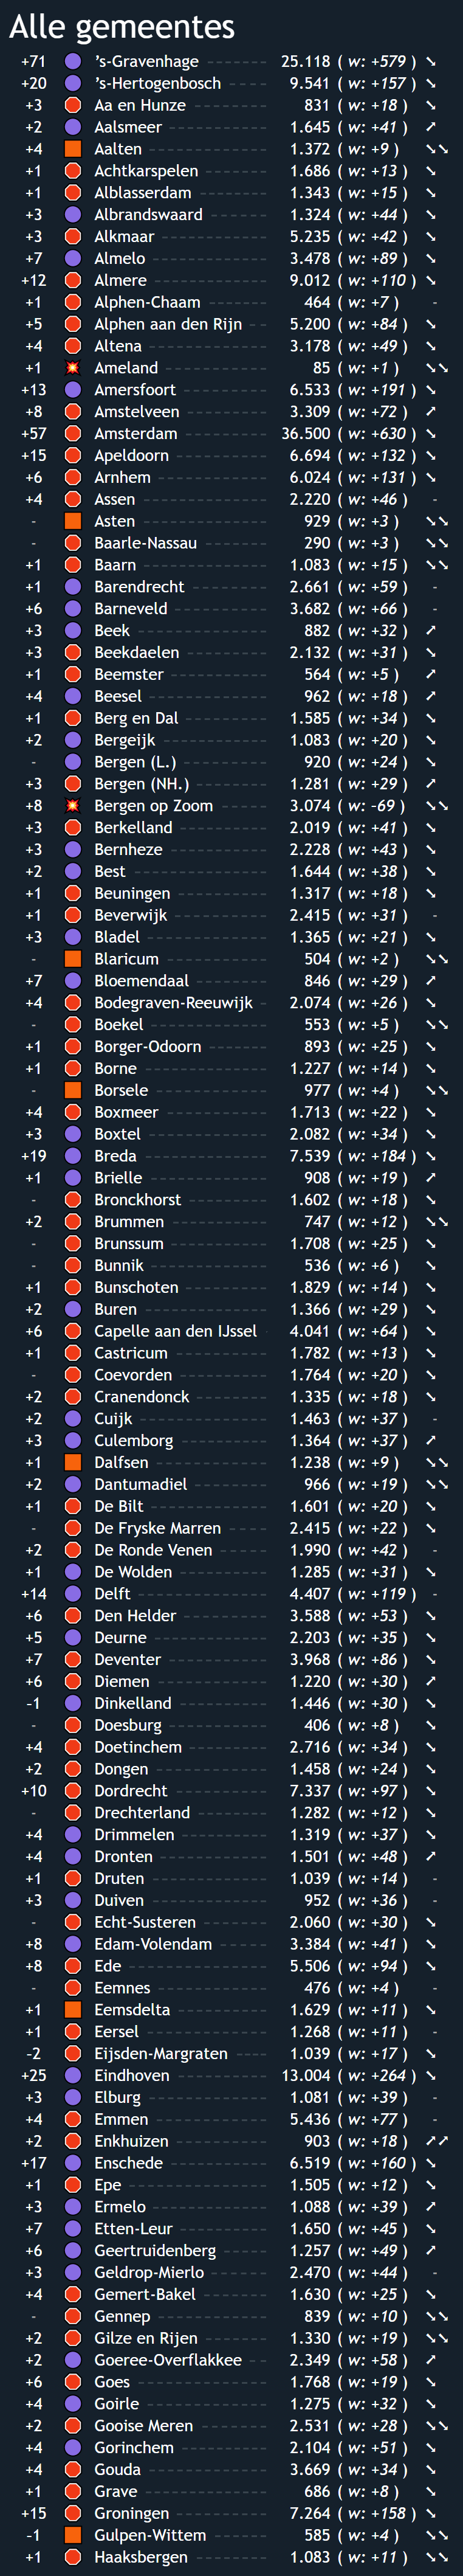 Alle gemeentes
+71 's-Gravenhage 25.118 ( w: +579 ) ↘
+20 's-Hertogenbosch 9.541 ( w: +157 ) ↘
+3 Aa en Hunze 831 ( w: +18 ) ↘
+2 Aalsmeer 1.645 ( w: +41 ) ↗
+4 Aalten 1.372 ( w: +9 ) ↘↘
+1 Achtkarspelen 1.686 ( w: +13 ) ↘
+1 Alblasserdam 1.343 ( w: +15 ) ↘
+3 Albrandswaard 1.324 ( w: +44 ) ↘
+3 Alkmaar 5.235 ( w: +42 ) ↘
+7 Almelo 3.478 ( w: +89 ) ↘
+12 Almere 9.012 ( w: +110 ) ↘
+1 Alphen-Chaam 464 ( w: +7 ) -
+5 Alphen aan den Rijn 5.200 ( w: +84 ) ↘
+4 Altena 3.178 ( w: +49 ) ↘
+1 Ameland 85 ( w: +1 ) ↘↘
+13 Amersfoort 6.533 ( w: +191 ) ↘
+8 Amstelveen 3.309 ( w: +72 ) ↗
+57 Amsterdam 36.500 ( w: +630 ) ↘
+15 Apeldoorn 6.694 ( w: +132 ) ↘
+6 Arnhem 6.024 ( w: +131 ) ↘
+4 Assen 2.220 ( w: +46 ) -
- Asten 929 ( w: +3 ) ↘↘
- Baarle-Nassau 290 ( w: +3 ) ↘↘
+1 Baarn 1.083 ( w: +15 ) ↘↘
+1 Barendrecht 2.661 ( w: +59 ) -
+6 Barneveld 3.682 ( w: +66 ) -
+3 Beek 882 ( w: +32 ) ↗
+3 Beekdaelen 2.132 ( w: +31 ) ↘
+1 Beemster 564 ( w: +5 ) ↗
+4 Beesel 962 ( w: +18 ) ↗
+1 Berg en Dal 1.585 ( w: +34 ) ↘
+2 Bergeijk 1.083 ( w: +20 ) ↘
- Bergen (L.) 920 ( w: +24 ) ↘
+3 Bergen (NH.) 1.281 ( w: +29 ) ↗
+8 Bergen op Zoom 3.074 ( w: -69 ) ↘↘
+3 Berkelland 2.019 ( w: +41 ) ↘
+3 Bernheze 2.228 ( w: +43 ) ↘
+2 Best 1.644 ( w: +38 ) ↘
+1 Beuningen 1.317 ( w: +18 ) ↘
+1 Beverwijk 2.415 ( w: +31 ) -
+3 Bladel 1.365 ( w: +21 ) ↘
- Blaricum 504 ( w: +2 ) ↘↘
+7 Bloemendaal 846 ( w: +29 ) ↗
+4 Bodegraven-Reeuwijk 2.074 ( w: +26 ) ↘
- Boekel 553 ( w: +5 ) ↘↘
+1 Borger-Odoorn 893 ( w: +25 ) ↘
+1 Borne 1.227 ( w: +14 ) ↘
- Borsele 977 ( w: +4 ) ↘↘
+4 Boxmeer 1.713 ( w: +22 ) ↘
+3 Boxtel 2.082 ( w: +34 ) ↘
+19 Breda 7.539 ( w: +184 ) ↘
+1 Brielle 908 ( w: +19 ) ↗
- Bronckhorst 1.602 ( w: +18 ) ↘
+2 Brummen 747 ( w: +12 ) ↘↘
- Brunssum 1.708 ( w: +25 ) ↘
- Bunnik 536 ( w: +6 ) ↘
+1 Bunschoten 1.829 ( w: +14 ) ↘
+2 Buren 1.366 ( w: +29 ) ↘
+6 Capelle aan den IJssel 4.041 ( w: +64 ) ↘
+1 Castricum 1.782 ( w: +13 ) ↘
- Coevorden 1.764 ( w: +20 ) ↘
+2 Cranendonck 1.335 ( w: +18 ) ↘
+2 Cuijk 1.463 ( w: +37 ) -
+3 Culemborg 1.364 ( w: +37 ) ↗
+1 Dalfsen 1.238 ( w: +9 ) ↘↘
+2 Dantumadiel 966 ( w: +19 ) ↘↘
+1 De Bilt 1.601 ( w: +20 ) ↘
- De Fryske Marren 2.415 ( w: +22 ) ↘
+2 De Ronde Venen 1.990 ( w: +42 ) -
+1 De Wolden 1.285 ( w: +31 ) ↘
+14 Delft 4.407 ( w: +119 ) -
+6 Den Helder 3.588 ( w: +53 ) ↘
+5 Deurne 2.203 ( w: +35 ) ↘
+7 Deventer 3.968 ( w: +86 ) ↘
+6 Diemen 1.220 ( w: +30 ) ↗
-1 Dinkelland 1.446 ( w: +30 ) ↘
- Doesburg 406 ( w: +8 ) ↘
+4 Doetinchem 2.716 ( w: +34 ) ↘
+2 Dongen 1.458 ( w: +24 ) ↘
+10 Dordrecht 7.337 ( w: +97 ) ↘
- Drechterland 1.282 ( w: +12 ) ↘
+4 Drimmelen 1.319 ( w: +37 ) ↘
+4 Dronten 1.501 ( w: +48 ) ↗
+1 Druten 1.039 ( w: +14 ) -
+3 Duiven 952 ( w: +36 ) -
- Echt-Susteren 2.060 ( w: +30 ) ↘
+8 Edam-Volendam 3.384 ( w: +41 ) ↘
+8 Ede 5.506 ( w: +94 ) ↘
- Eemnes 476 ( w: +4 ) -
+1 Eemsdelta 1.629 ( w: +11 ) ↘
+1 Eersel 1.268 ( w: +11 ) -
-2 Eijsden-Margraten 1.039 ( w: +17 ) ↘
+25 Eindhoven 13.004 ( w: +264 ) ↘
+3 Elburg 1.081 ( w: +39 ) -
+4 Emmen 5.436 ( w: +77 ) -
+2 Enkhuizen 903 ( w: +18 ) ↗↗
+17 Enschede 6.519 ( w: +160 ) ↘
+1 Epe 1.505 ( w: +12 ) ↘
+3 Ermelo 1.088 ( w: +39 ) ↗
+7 Etten-Leur 1.650 ( w: +45 ) ↘
+6 Geertruidenberg 1.257 ( w: +49 ) ↗
+3 Geldrop-Mierlo 2.470 ( w: +44 ) -
+4 Gemert-Bakel 1.630 ( w: +25 ) ↘
- Gennep 839 ( w: +10 ) ↘↘
+2 Gilze en Rijen 1.330 ( w: +19 ) ↘↘
+2 Goeree-Overflakkee 2.349 ( w: +58 ) ↗
+6 Goes 1.768 ( w: +19 ) ↘
+4 Goirle 1.275 ( w: +32 ) ↘
+2 Gooise Meren 2.531 ( w: +28 ) ↘↘
+4 Gorinchem 2.104 ( w: +51 ) ↘
+4 Gouda 3.669 ( w: +34 ) ↘
+1 Grave 686 ( w: +8 ) ↘
+15 Groningen 7.264 ( w: +158 ) ↘
-1 Gulpen-Wittem 585 ( w: +4 ) ↘↘
+1 Haaksbergen 1.083 ( w: +11 ) ↘↘